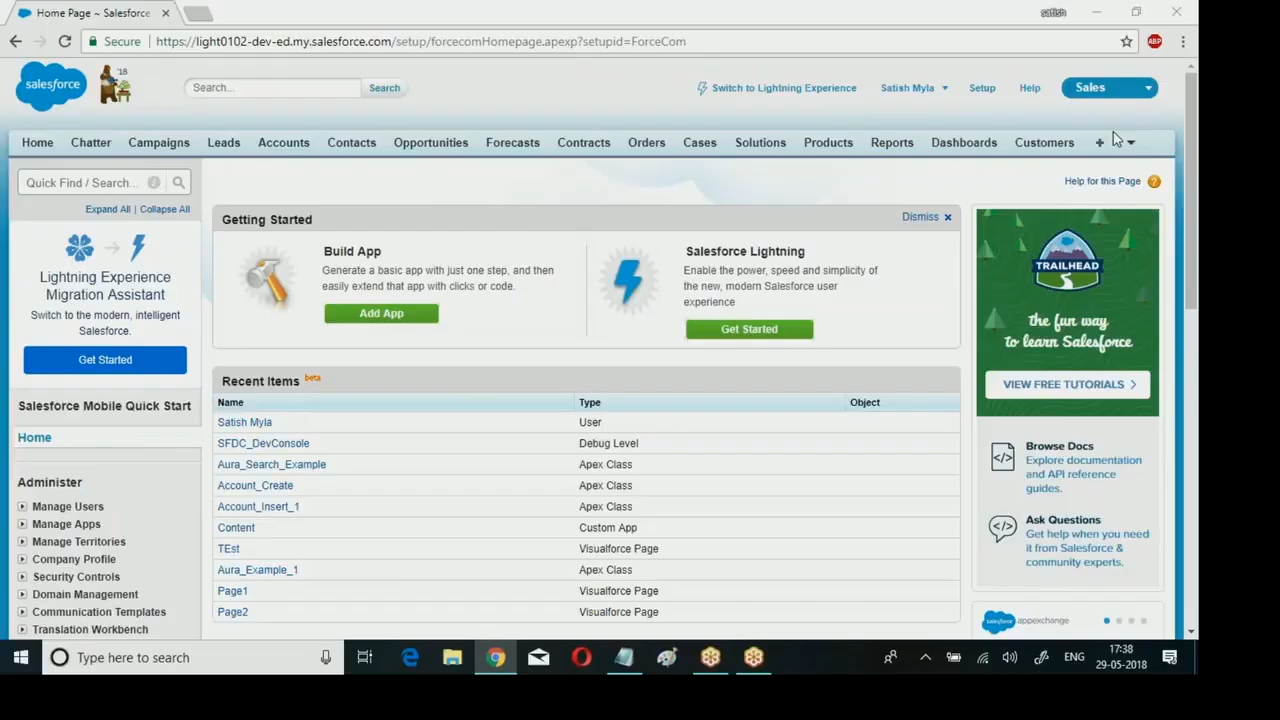 Home Page ~ Salesforce
satish
Secure https://light0102-dev-ed.my.salesforce.com/setup/forcecomHomepage.apexp?setupid=ForceCom
ABP
salesforce
'18
Search...
Search
Switch to Lightning Experience
Satish Myla
Setup
Help
Sales
Home Chatter Campaigns Leads Accounts Contacts Opportunities Forecasts Contracts Orders Cases Solutions Products Reports Dashboards Customers +
Quick Find / Search...
Expand All | Collapse All
Lightning Experience
Migration Assistant
Switch to the modern, intelligent
Salesforce.
Get Started
Salesforce Mobile Quick Start
Home
Administer
Manage Users
Manage Apps
Manage Territories
Company Profile
Security Controls
Domain Management
Communication Templates
Translation Workbench
Help for this Page ?
Getting Started
Dismiss
Build App
Generate a basic app with just one step, and then
easily extend that app with clicks or code.
Add App
Salesforce Lightning
Enable the power, speed and simplicity of
the new, modern Salesforce user
experience
Get Started
Recent Items beta
Name Type Object
Satish Myla User
SFDC_DevConsole Debug Level
Aura_Search_Example Apex Class
Account_Create Apex Class
Account_Insert_1 Apex Class
Content Custom App
TEst Visualforce Page
Aura_Example_1 Apex Class
Page1 Visualforce Page
Page2 Visualforce Page
TRAILHEAD
the fun way
to learn Salesforce
VIEW FREE TUTORIALS
Browse Docs
Explore documentation
and API reference
guides.
Ask Questions
Get help when you need
it from Salesforce &
community experts.
salesforce appexchange
Type here to search
ENG
17:38
29-05-2018